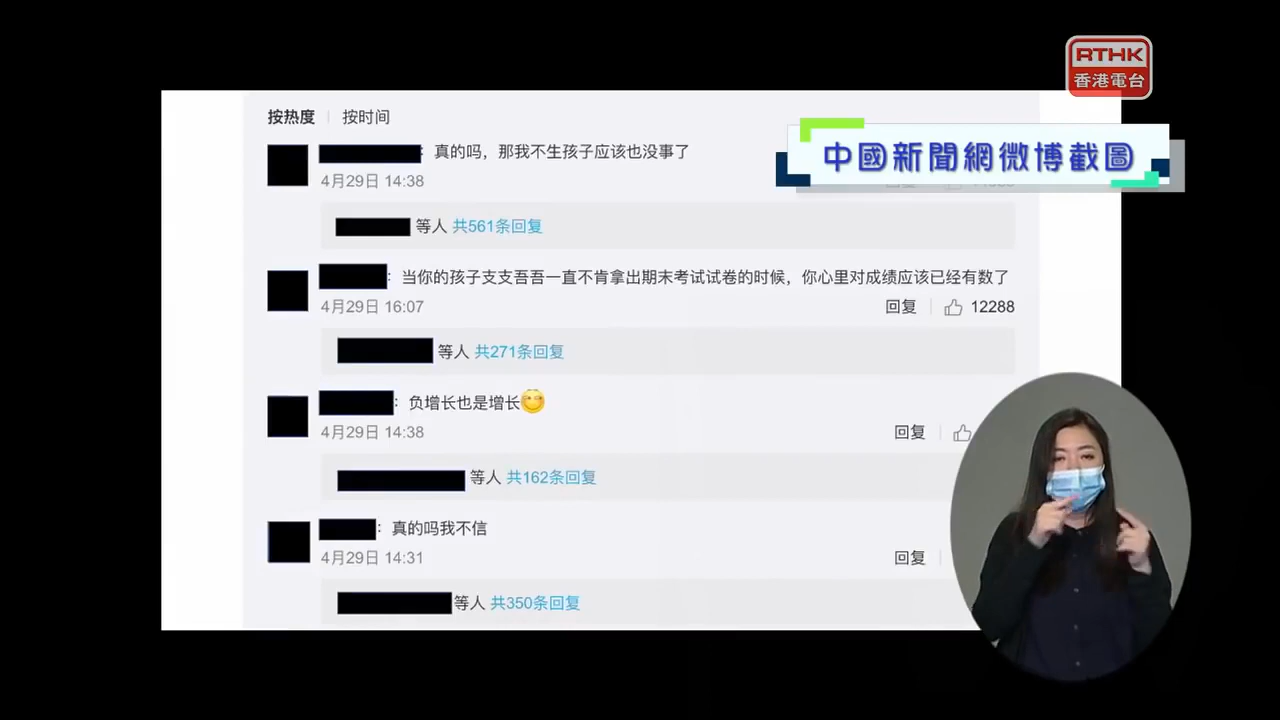 RTHK
香港電台
中國新聞網微博截圖
按热度 | 按时间
: 真的吗，那我不生孩子应该也没事了
4月29日 14:38
等人 共561条回复
: 当你的孩子支支吾吾一直不肯拿出期末考试试卷的时候，你心里对成绩应该已经有数了
4月29日 16:07 回复 12288
等人 共271条回复
: 负增长也是增长
4月29日 14:38 回复
等人 共162条回复
: 真的吗我不信
4月29日 14:31 回复
等人 共350条回复